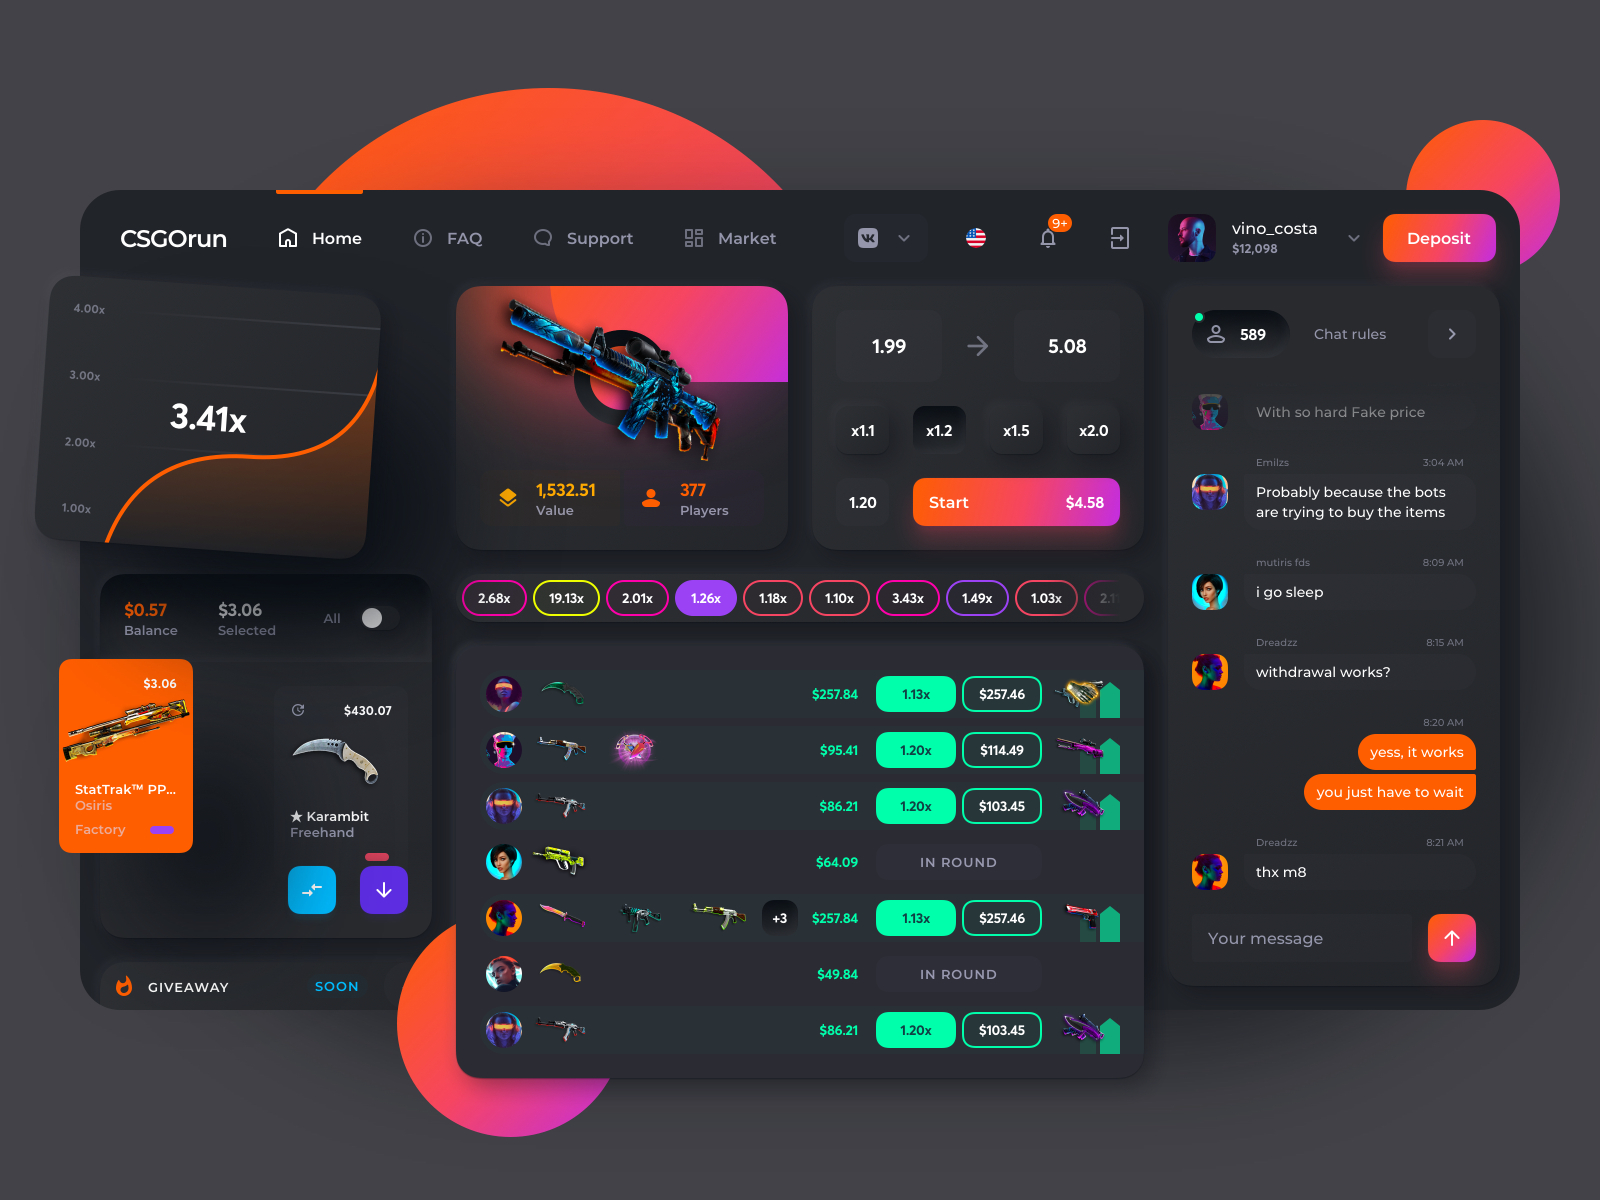 CSGOrun
Home
FAQ
Support
Market
9+
vino_costa
$12,098
Deposit
4.00x
3.00x
2.00x
1.00x
3.41x
1,532.51
Value
377
Players
1.99
5.08
x1.1
x1.2
x1.5
x2.0
1.20
Start
$4.58
589
Chat rules
With so hard Fake price
Emilzs
3:04 AM
Probably because the bots
are trying to buy the items
mutiris fds
8:09 AM
i go sleep
Dreadzz
8:15 AM
withdrawal works?
8:20 AM
yess, it works
you just have to wait
Dreadzz
8:21 AM
thx m8
Your message
$0.57
Balance
$3.06
Selected
All
$3.06
StatTrak™ PP...
Osiris
Factory
$430.07
★ Karambit
Freehand
GIVEAWAY
SOON
2.68x
19.13x
2.01x
1.26x
1.18x
1.10x
3.43x
1.49x
1.03x
$257.84
1.13x
$257.46
$95.41
1.20x
$114.49
$86.21
1.20x
$103.45
$64.09
IN ROUND
+3
$257.84
1.13x
$257.46
$49.84
IN ROUND
$86.21
1.20x
$103.45